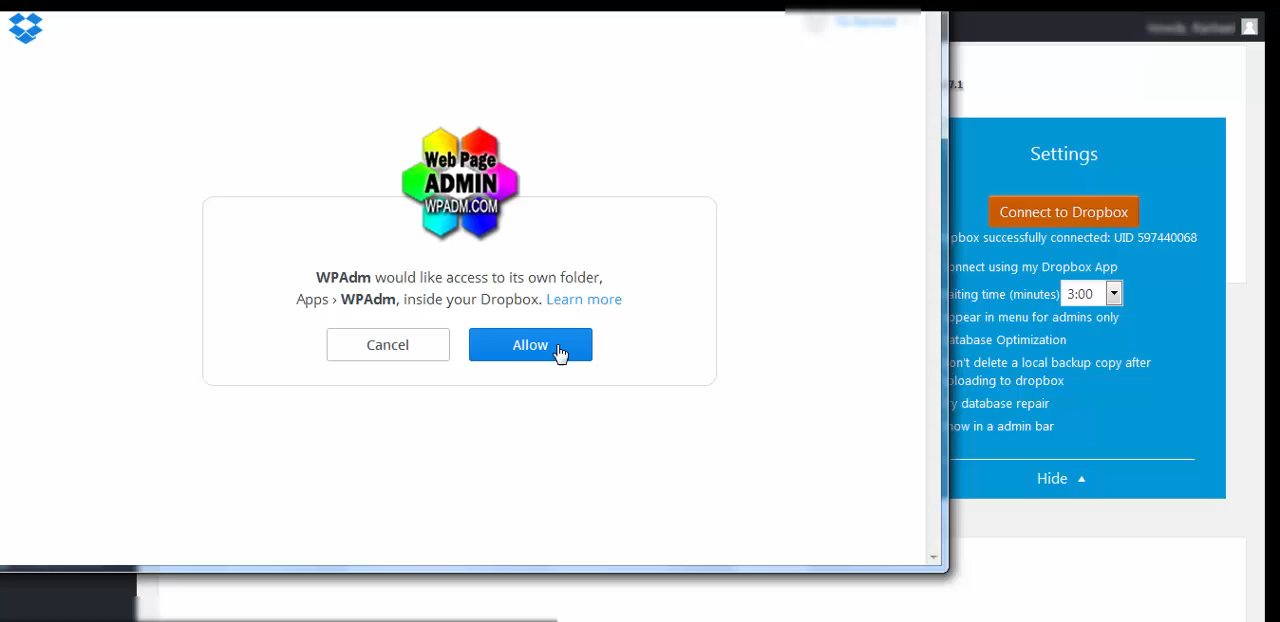 7.1
Web Page
ADMIN
WPADM.COM
WPAdm would like access to its own folder,
Apps › WPAdm, inside your Dropbox. Learn more
Cancel
Allow
Settings
Connect to Dropbox
pbox successfully connected: UID 597440068
onnect using my Dropbox App
aiting time (minutes) 3:00
ppear in menu for admins only
atabase Optimization
on't delete a local backup copy after
ploading to dropbox
ry database repair
how in a admin bar
Hide